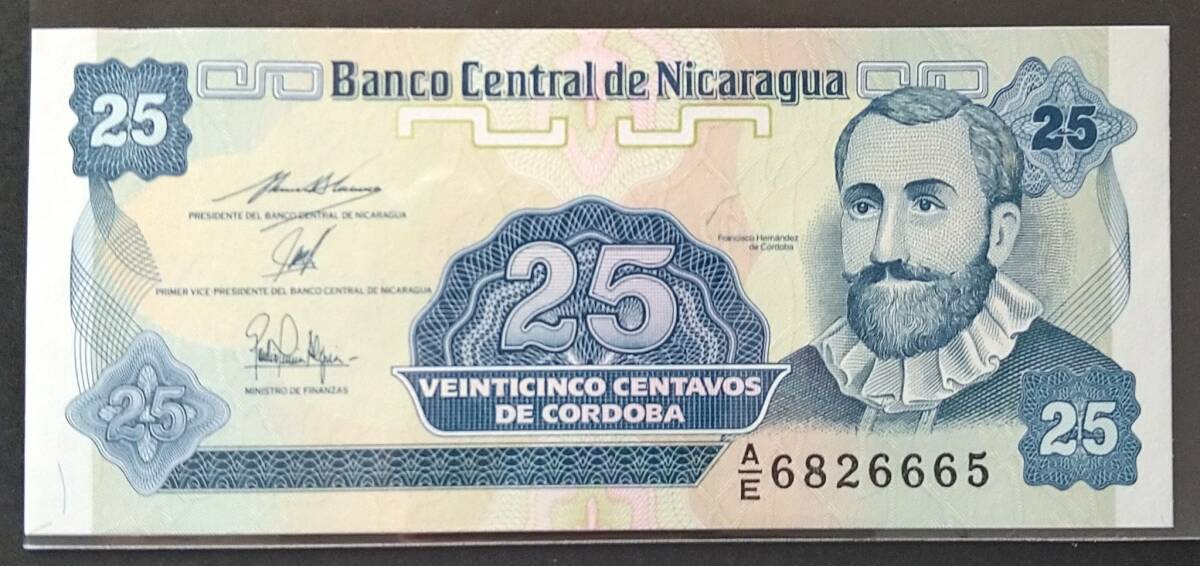 Banco Central de Nicaragua
25
25
PRESIDENTE DEL BANCO CENTRAL DE NICARAGUA
Francisco Hernández
de Córdoba
25
PRIMER VICE-PRESIDENTE DEL BANCO CENTRAL DE NICARAGUA
MINISTRO DE FINANZAS
VEINTICINCO CENTAVOS
DE CORDOBA
25
25
A/E 6826665